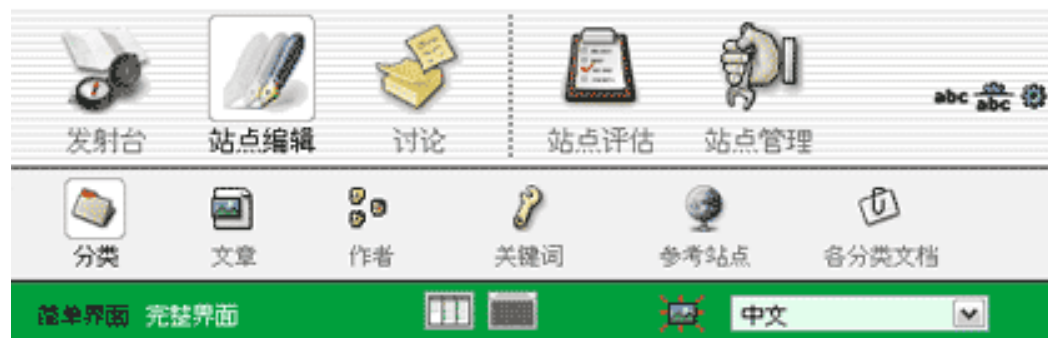 发射台 站点编辑 讨论 站点评估 站点管理
abc abc
分类 文章 作者 关键词 参考站点 各分类文档
简单界面 完整界面 中文